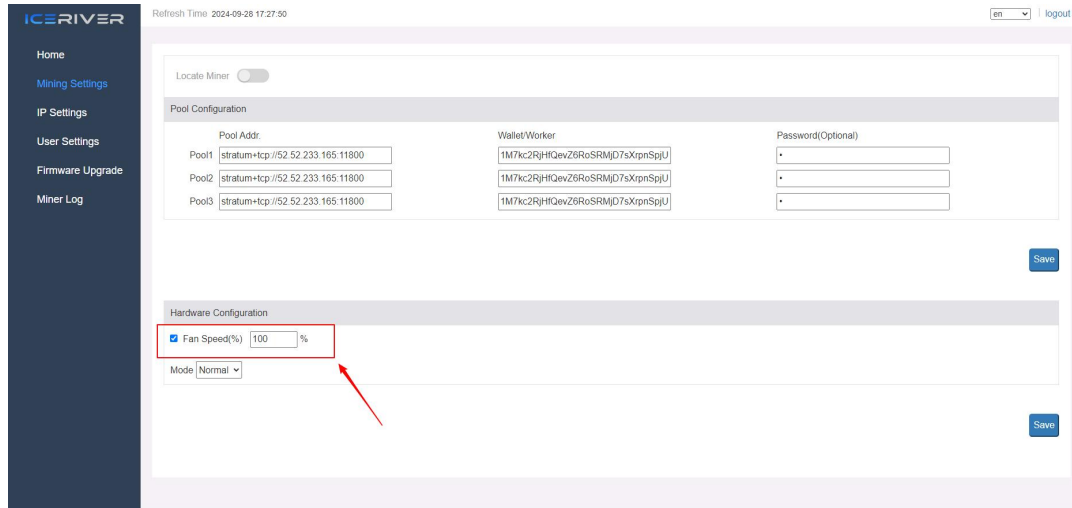 ICERIVER
Refresh Time 2024-09-28 17:27:50
en
logout
Home
Mining Settings
IP Settings
User Settings
Firmware Upgrade
Miner Log
Locate Miner
Pool Configuration
Pool Addr. Wallet/Worker Password(Optional)
Pool1 stratum+tcp://52.52.233.165:11800 1M7kc2RjHfQevZ6RoSRMjD7sXrpnSpjU •
Pool2 stratum+tcp://52.52.233.165:11800 1M7kc2RjHfQevZ6RoSRMjD7sXrpnSpjU •
Pool3 stratum+tcp://52.52.233.165:11800 1M7kc2RjHfQevZ6RoSRMjD7sXrpnSpjU •
Save
Hardware Configuration
Fan Speed(%) 100 %
Mode Normal
Save